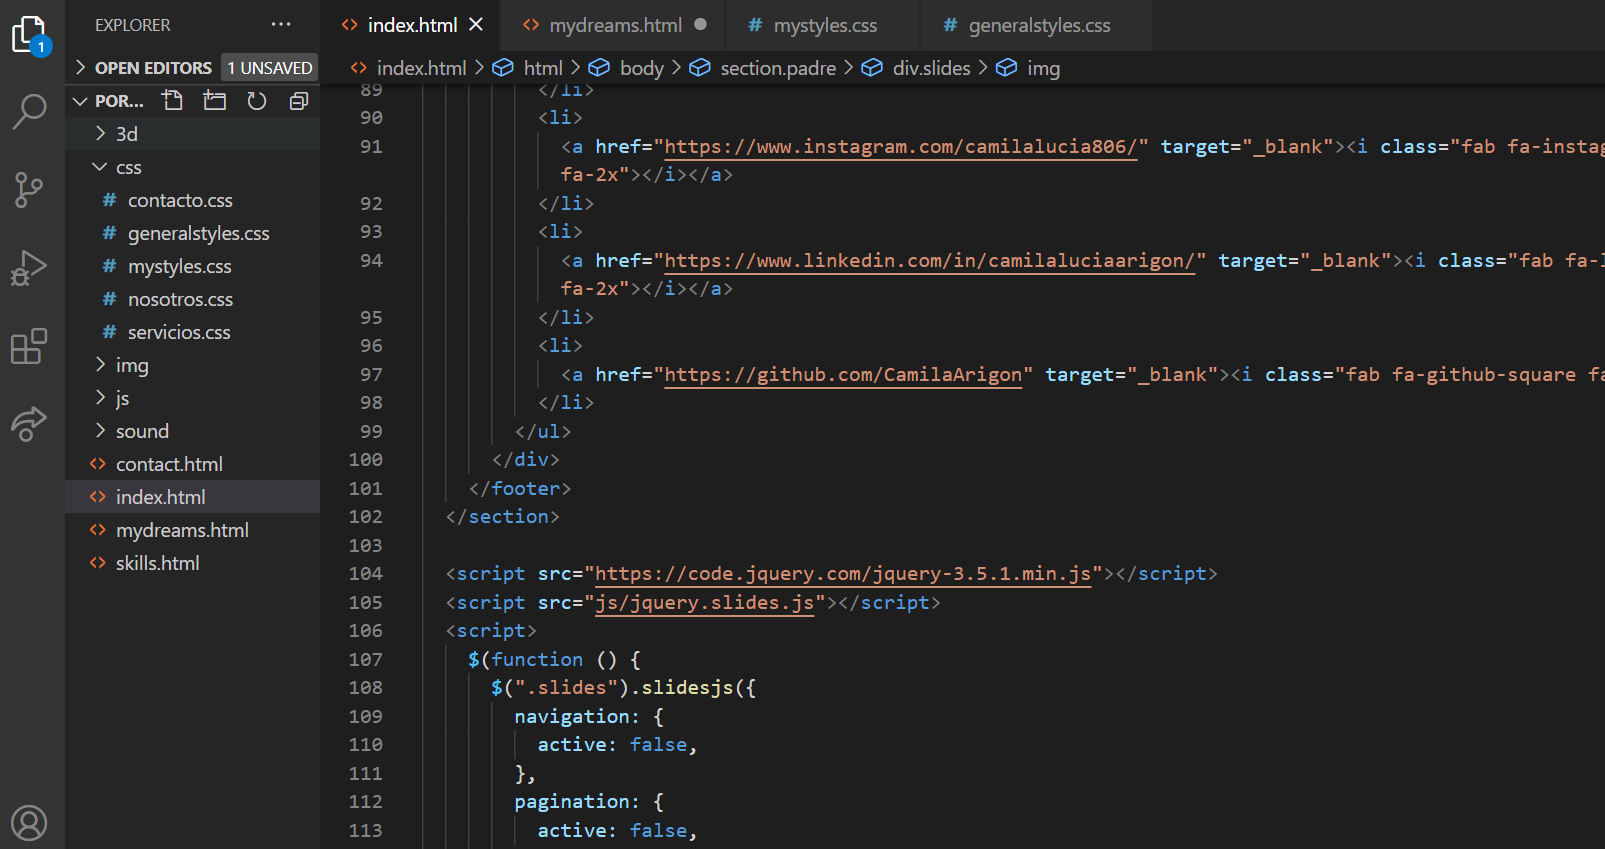 EXPLORER ...
OPEN EDITORS 1 UNSAVED
POR...
3d
css
# contacto.css
# generalstyles.css
# mystyles.css
# nosotros.css
# servicios.css
img
js
sound
<> contact.html
<> index.html
<> mydreams.html
<> skills.html
1
<> index.html <> mydreams.html # mystyles.css # generalstyles.css
<> index.html > html > body > section.padre > div.slides > img
89 </li>
90 <li>
91 <a href="https://www.instagram.com/camilalucia806/" target="_blank"><i class="fab fa-instag
fa-2x"></i></a>
92 </li>
93 <li>
94 <a href="https://www.linkedin.com/in/camilaluciaarigon/" target="_blank"><i class="fab fa-l
fa-2x"></i></a>
95 </li>
96 <li>
97 <a href="https://github.com/CamilaArigon" target="_blank"><i class="fab fa-github-square fa
98 </li>
99 </ul>
100 </div>
101 </footer>
102 </section>
103
104 <script src="https://code.jquery.com/jquery-3.5.1.min.js"></script>
105 <script src="js/jquery.slides.js"></script>
106 <script>
107 $(function () {
108 $(".slides").slidesjs({
109 navigation: {
110 active: false,
111 },
112 pagination: {
113 active: false,